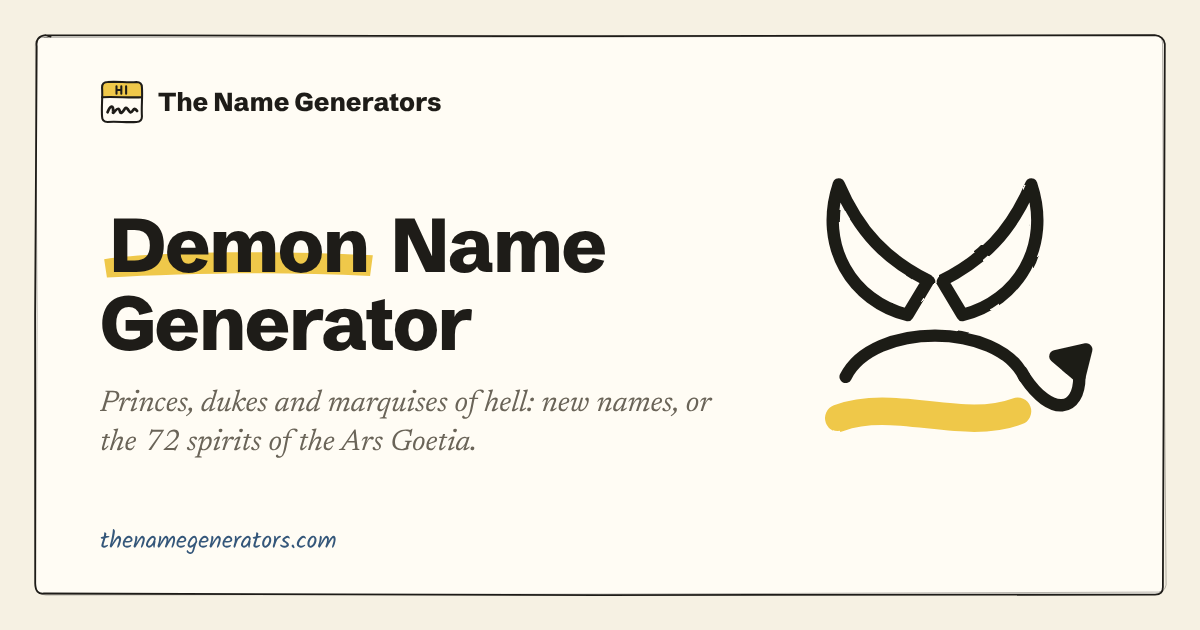 HI
The Name Generators
Demon Name
Generator
Princes, dukes and marquises of hell: new names, or
the 72 spirits of the Ars Goetia.
thenamegenerators.com